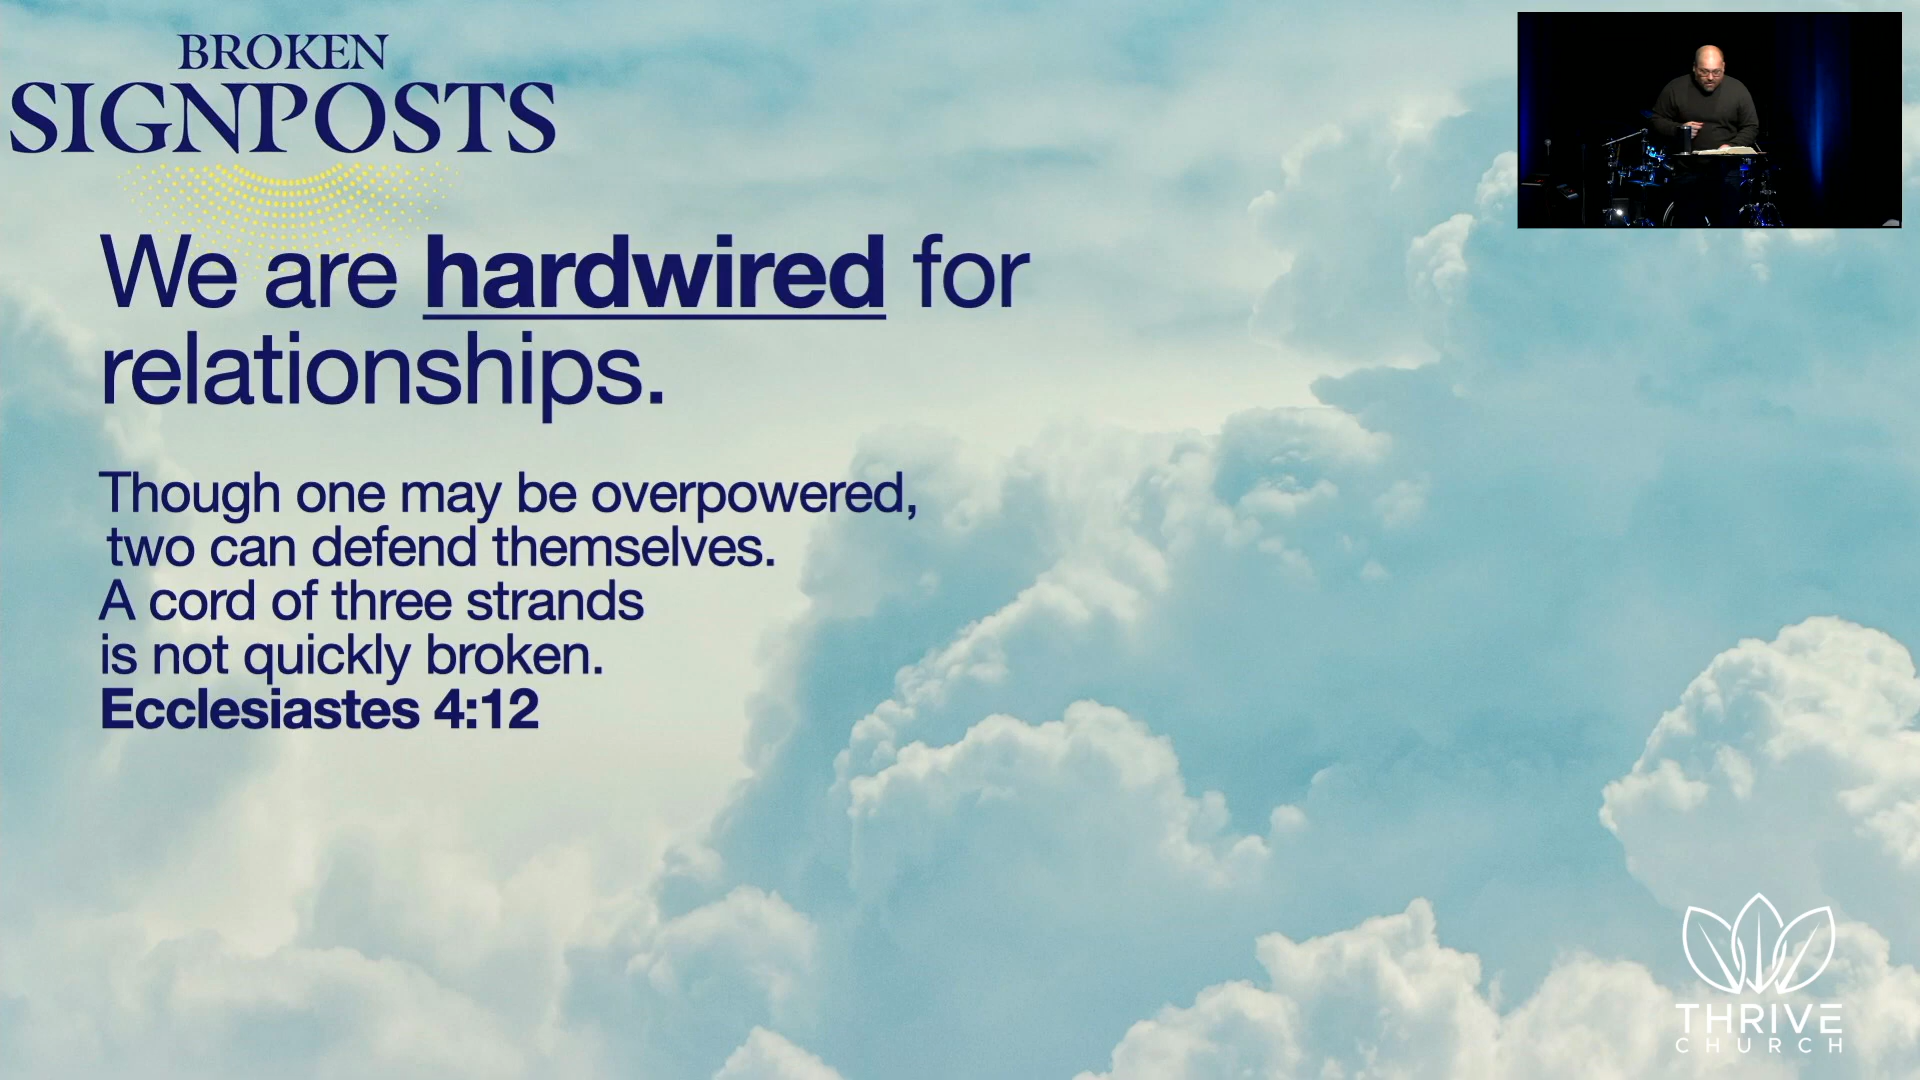 BROKEN
SIGNPOSTS
We are hardwired for
relationships.
Though one may be overpowered,
two can defend themselves.
A cord of three strands
is not quickly broken.
Ecclesiastes 4:12
THRIVE
CHURCH